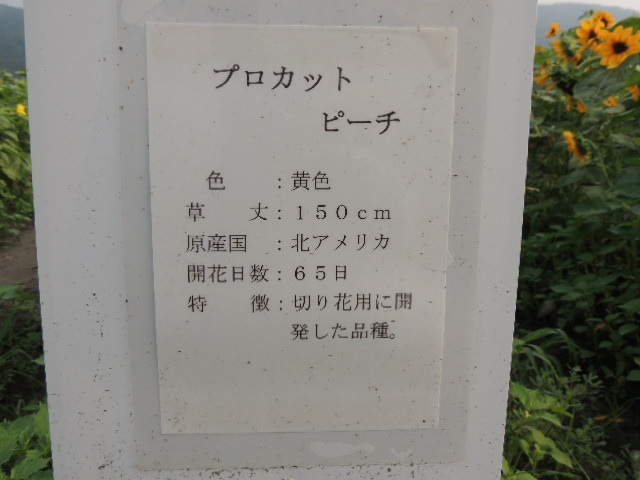 プロカット
ピーチ
色　：黄色
草　丈：１５０ｃｍ
原産国　：北アメリカ
開花日数：６５日
特　徴：切り花用に開
発した品種。